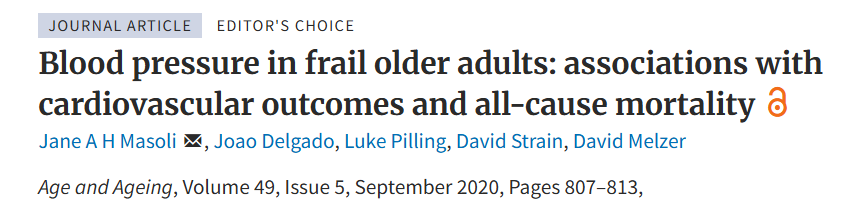 JOURNAL ARTICLE EDITOR'S CHOICE
Blood pressure in frail older adults: associations with
cardiovascular outcomes and all-cause mortality
Jane A H Masoli, Joao Delgado, Luke Pilling, David Strain, David Melzer
Age and Ageing, Volume 49, Issue 5, September 2020, Pages 807–813,